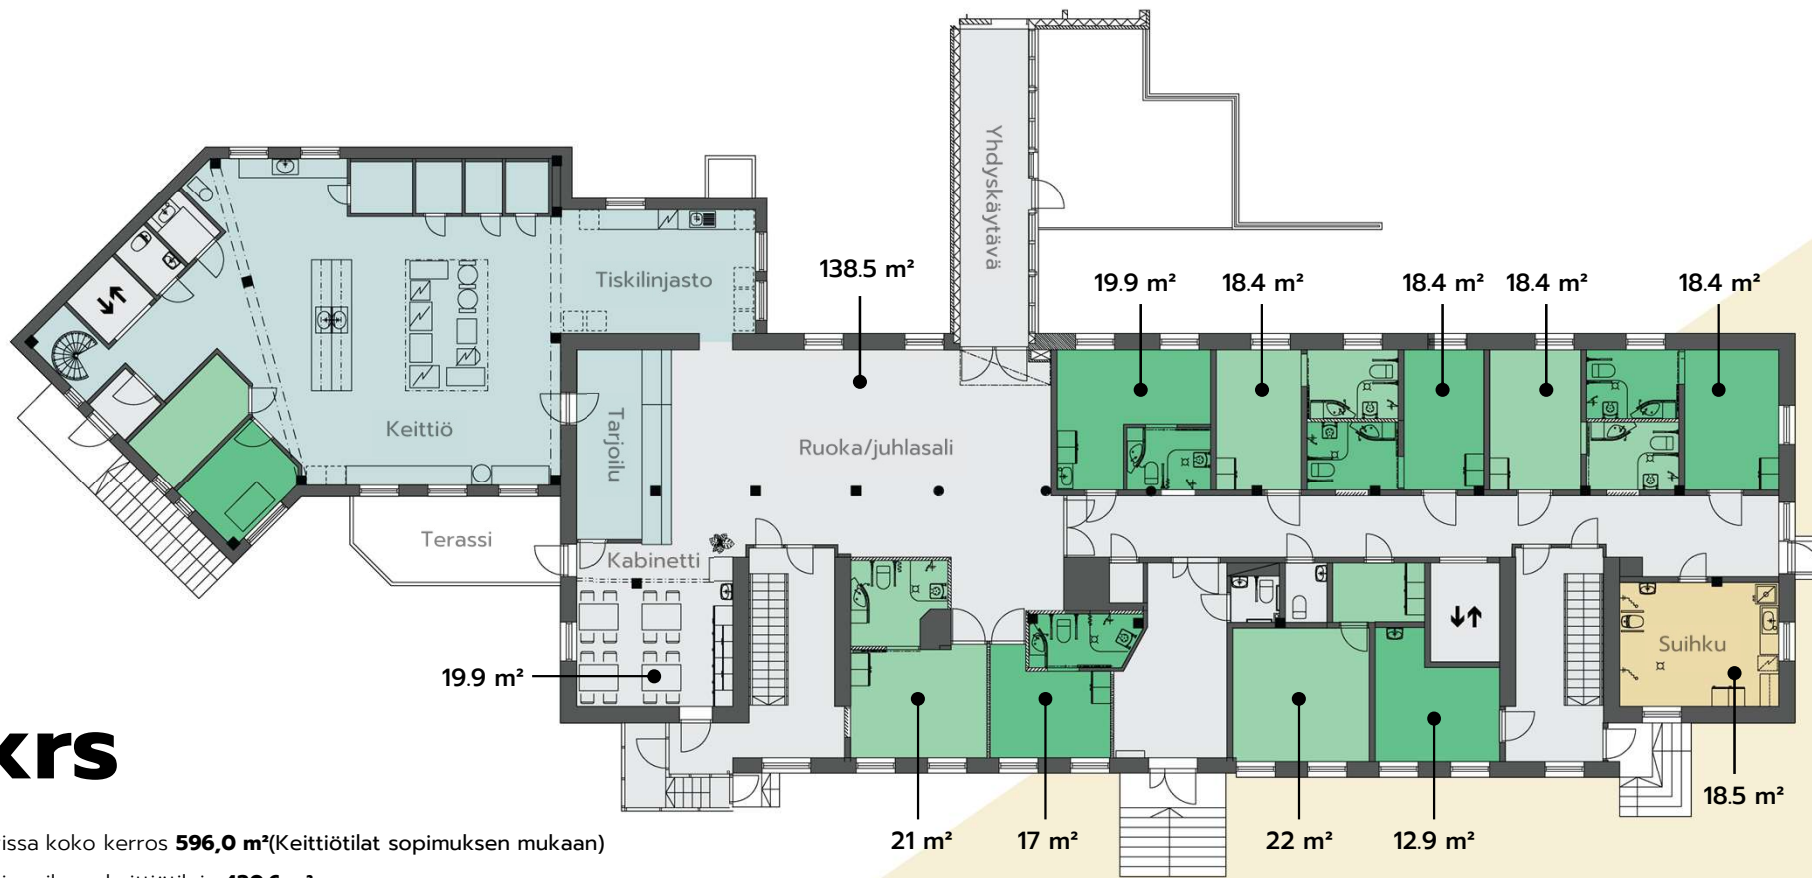 Yhdyskäytävä
138.5 m²
19.9 m²
18.4 m²
18.4 m²
18.4 m²
18.4 m²
Tiskilinjasto
Keittiö
Tarjoilu
Ruoka/juhlasali
Terassi
Kabinetti
Suihku
19.9 m²
krs
18.5 m²
21 m²
17 m²
22 m²
12.9 m²
issa koko kerros 596,0 m²(Keittiötilat sopimuksen mukaan)